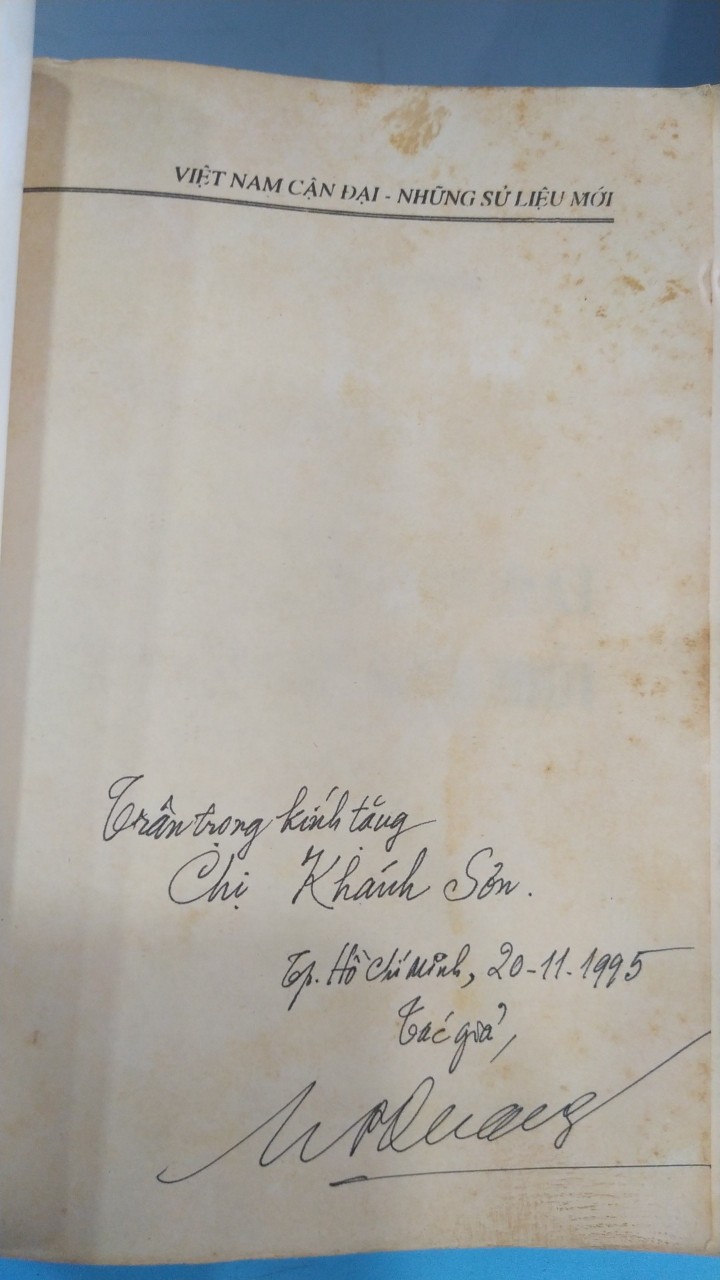 VIỆT NAM CẬN ĐẠI - NHỮNG SỬ LIỆU MỚI
Trân trọng kính tặng
Chị Khánh Sơn.
Tp. Hồ Chí Minh, 20-11-1995
Tác giả,